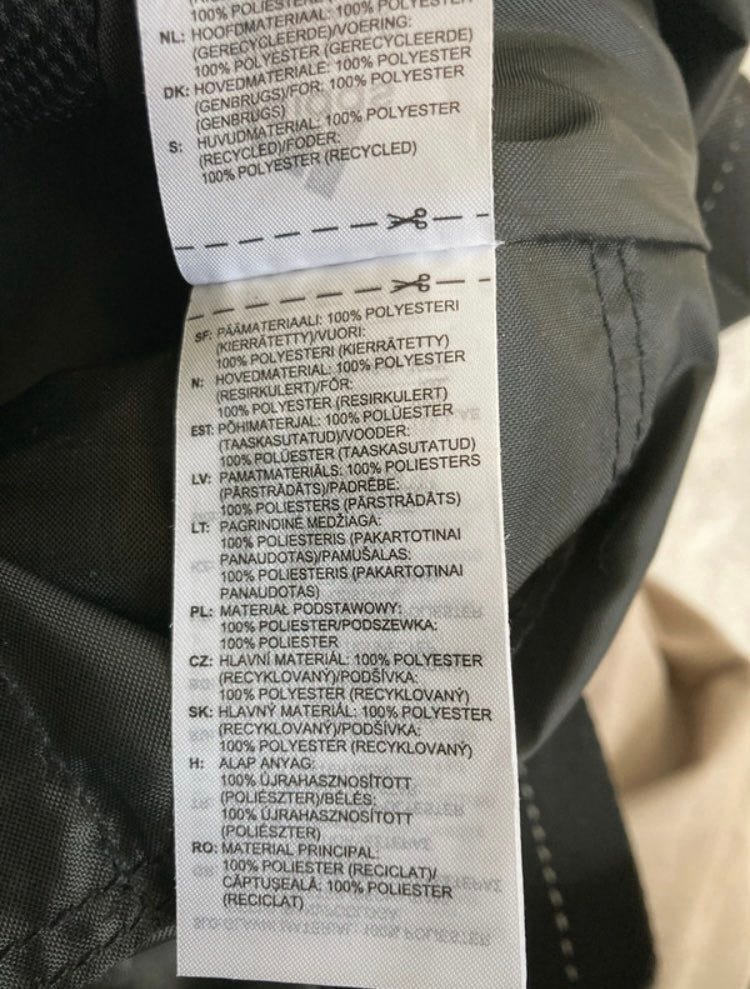 100% POLIESTER
NL: HOOFDMATERIAAL: 100% POLYESTER
(GERECYCLEERDE)/VOERING:
100% POLYESTER (GERECYCLEERDE)
DK: HOVEDMATERIALE: 100% POLYESTER
(GENBRUGS)/FOR: 100% POLYESTER
(GENBRUGS)
S: HUVUDMATERIAL: 100% POLYESTER
(RECYCLED)/FODER:
100% POLYESTER (RECYCLED)
SF: PÄÄMATERIAALI: 100% POLYESTERI
(KIERRÄTETTY)/VUORI:
100% POLYESTERI (KIERRÄTETTY)
N: HOVEDMATERIAL: 100% POLYESTER
(RESIRKULERT)/FÔR:
100% POLYESTER (RESIRKULERT)
EST: PÕHIMATERJAL: 100% POLÜESTER
(TAASKASUTATUD)/VOODER:
100% POLÜESTER (TAASKASUTATUD)
LV: PAMATMATERIĀLS: 100% POLIESTERS
(PĀRSTRĀDĀTS)/PADRĒBE:
100% POLIESTERS (PĀRSTRĀDĀTS)
LT: PAGRINDINĖ MEDŽIAGA:
100% POLIESTERIS (PAKARTOTINAI
PANAUDOTAS)/PAMUŠALAS:
100% POLIESTERIS (PAKARTOTINAI
PANAUDOTAS)
PL: MATERIAŁ PODSTAWOWY:
100% POLIESTER/PODSZEWKA:
100% POLIESTER
CZ: HLAVNÍ MATERIÁL: 100% POLYESTER
(RECYKLOVANÝ)/PODŠÍVKA:
100% POLYESTER (RECYKLOVANÝ)
SK: HLAVNÝ MATERIÁL: 100% POLYESTER
(RECYKLOVANÝ)/PODŠÍVKA:
100% POLYESTER (RECYKLOVANÝ)
H: ALAP ANYAG:
100% ÚJRAHASZNOSÍTOTT
(POLIÉSZTER)/BÉLÉS:
100% ÚJRAHASZNOSÍTOTT
(POLIÉSZTER)
RO: MATERIAL PRINCIPAL:
100% POLIESTER (RECICLAT)/
CĂPTUȘEALĂ: 100% POLIESTER
(RECICLAT)